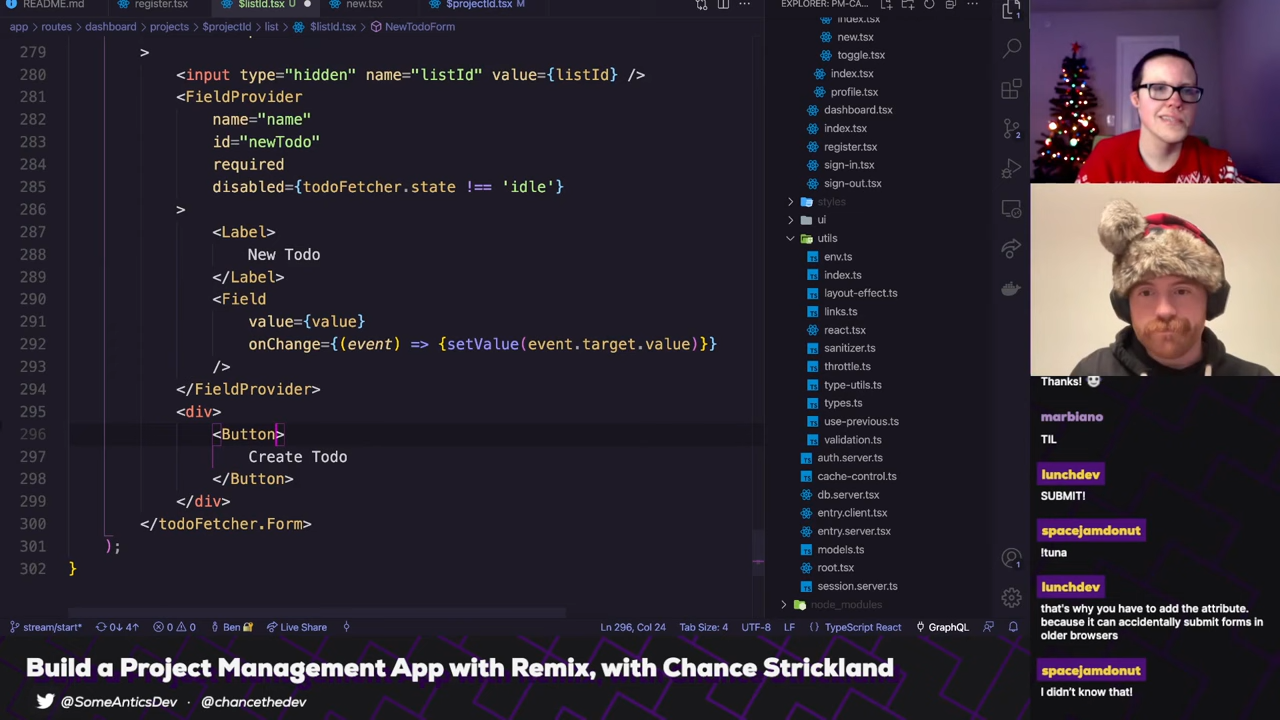 README.md
register.tsx
$listId.tsx U
new.tsx
$projectId.tsx M
EXPLORER: PM-CA...
app > routes > dashboard > projects > $projectId > list > $listId.tsx > NewTodoForm
279 >
280 <input type="hidden" name="listId" value={listId} />
281 <FieldProvider
282 name="name"
283 id="newTodo"
284 required
285 disabled={todoFetcher.state !== 'idle'}
286 >
287 <Label>
288 New Todo
289 </Label>
290 <Field
291 value={value}
292 onChange={(event) => {setValue(event.target.value)}}
293 />
294 </FieldProvider>
295 <div>
296 <Button>
297 Create Todo
298 </Button>
299 </div>
300 </todoFetcher.Form>
301 );
302 }
index.tsx
new.tsx
toggle.tsx
index.tsx
profile.tsx
dashboard.tsx
index.tsx
register.tsx
sign-in.tsx
sign-out.tsx
styles
ui
utils
env.ts
index.ts
layout-effect.ts
links.ts
react.ts
sanitizer.ts
throttle.ts
type-utils.ts
types.ts
use-previous.ts
validation.ts
auth.server.ts
cache-control.ts
db.server.ts
entry.client.tsx
entry.server.tsx
models.ts
root.tsx
session.server.ts
node_modules
Thanks!
marbiano
TIL
lunchdev
SUBMIT!
spacejamdonut
!tuna
lunchdev
that's why you have to add the attribute.
because it can accidentally submit forms in
older browsers
spacejamdonut
I didn't know that!
stream/start* 0↓ 4↑ 0 0 Ben Live Share
Ln 296, Col 24 Tab Size: 4 UTF-8 LF TypeScript React GraphQL
Build a Project Management App with Remix, with Chance Strickland
@SomeAnticsDev · @chancethedev